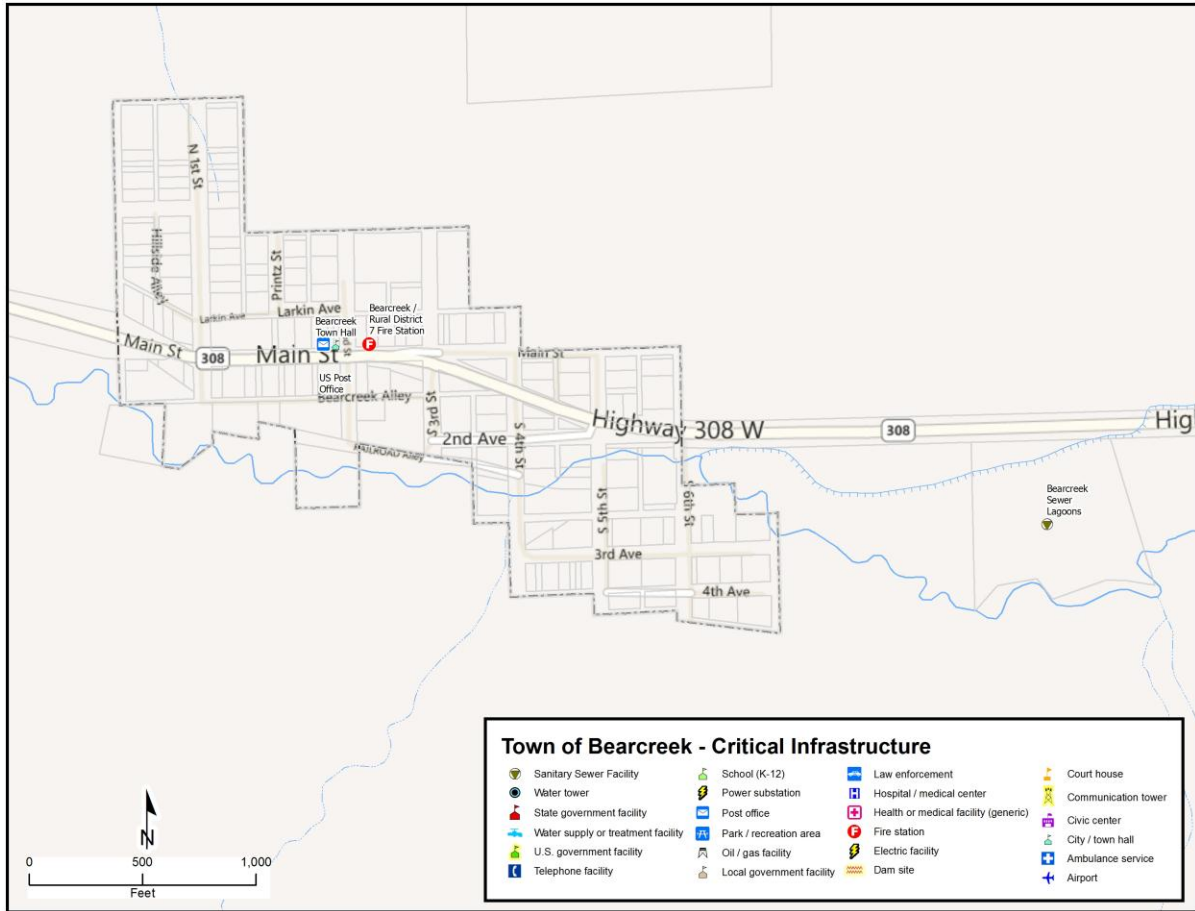 N 1st St
Hillside Alley
Printz St
Larkin Ave
Larkin Ave
Bearcreek
Town Hall
Bearcreek /
Rural District
7 Fire Station
Main St
308
Main St
Main St
US Post
Office
Bearcreek Alley
S 3rd St
2nd Ave
S 4th St
Highway 308 W
308
Hig
S 5th St
S 6th St
3rd Ave
4th Ave
Bearcreek
Sewer
Lagoons
Town of Bearcreek - Critical Infrastructure
Sanitary Sewer Facility
Water tower
State government facility
Water supply or treatment facility
U.S. government facility
Telephone facility
School (K-12)
Power substation
Post office
Park / recreation area
Oil / gas facility
Local government facility
Law enforcement
Hospital / medical center
Health or medical facility (generic)
Fire station
Electric facility
Dam site
Court house
Communication tower
Civic center
City / town hall
Ambulance service
Airport
N
0 500 1,000
Feet